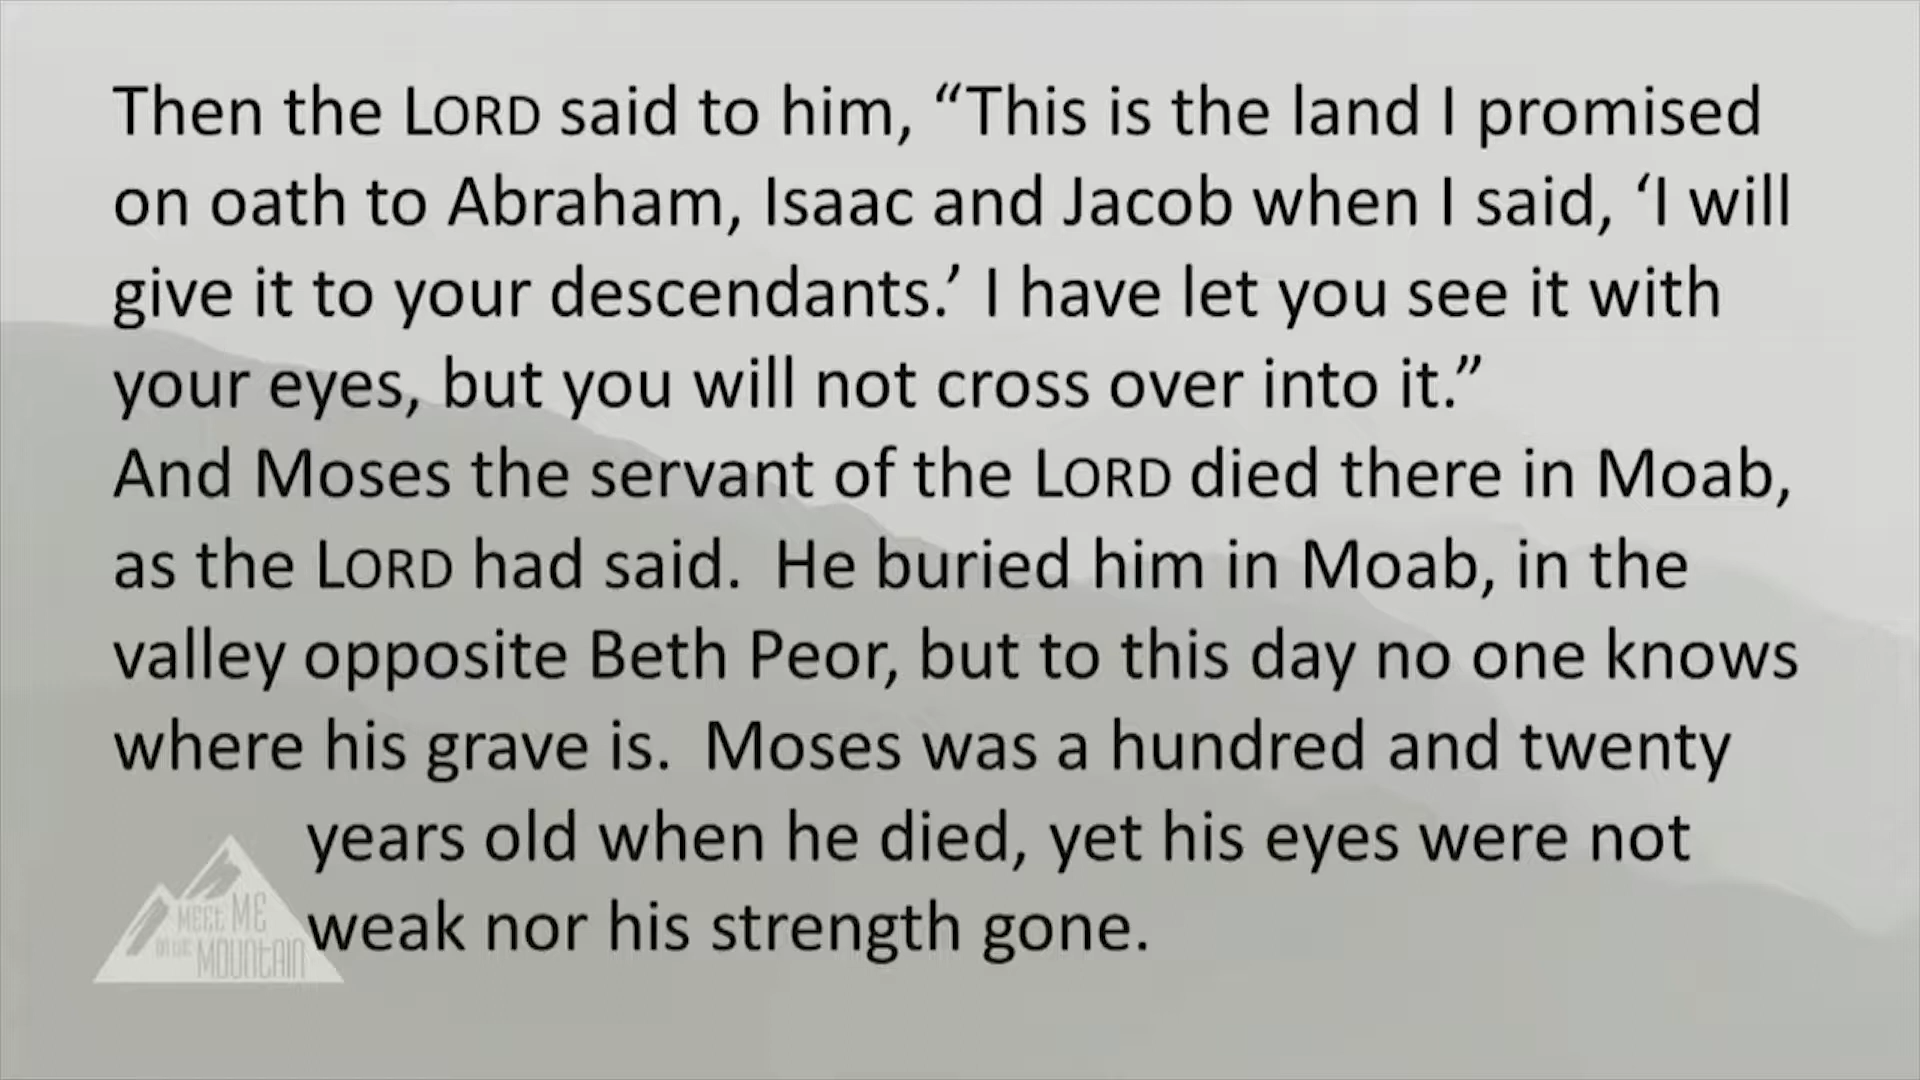 Then the LORD said to him, “This is the land I promised
on oath to Abraham, Isaac and Jacob when I said, ‘I will
give it to your descendants.’ I have let you see it with
your eyes, but you will not cross over into it.”
And Moses the servant of the LORD died there in Moab,
as the LORD had said.  He buried him in Moab, in the
valley opposite Beth Peor, but to this day no one knows
where his grave is.  Moses was a hundred and twenty
years old when he died, yet his eyes were not
weak nor his strength gone.
MEET ME
ON THE
MOUNTAIN